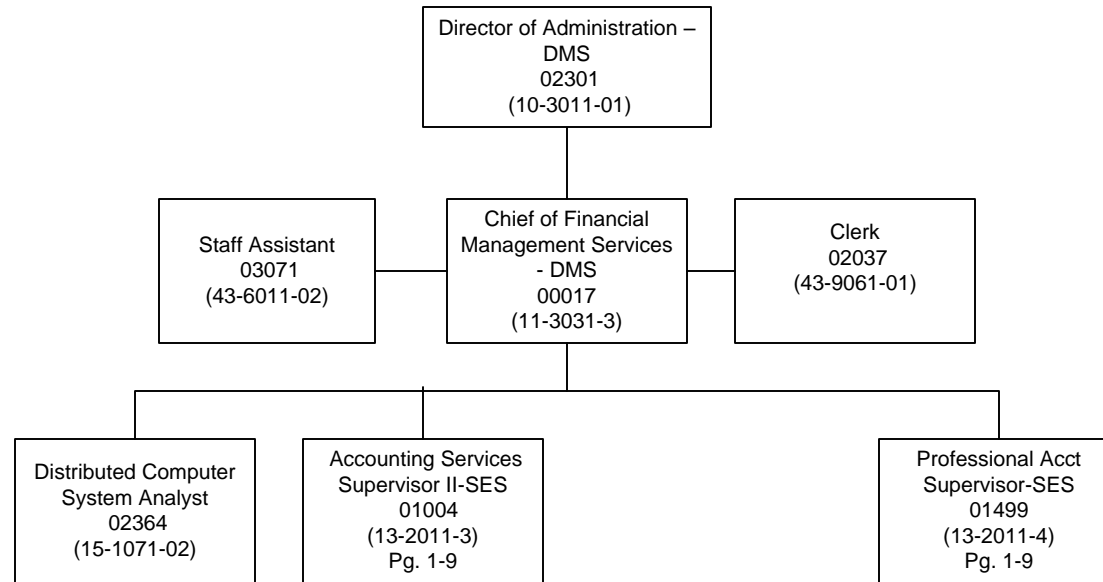 Director of Administration –
DMS
02301
(10-3011-01)
Staff Assistant
03071
(43-6011-02)
Chief of Financial
Management Services
- DMS
00017
(11-3031-3)
Clerk
02037
(43-9061-01)
Distributed Computer
System Analyst
02364
(15-1071-02)
Accounting Services
Supervisor II-SES
01004
(13-2011-3)
Pg. 1-9
Professional Acct
Supervisor-SES
01499
(13-2011-4)
Pg. 1-9